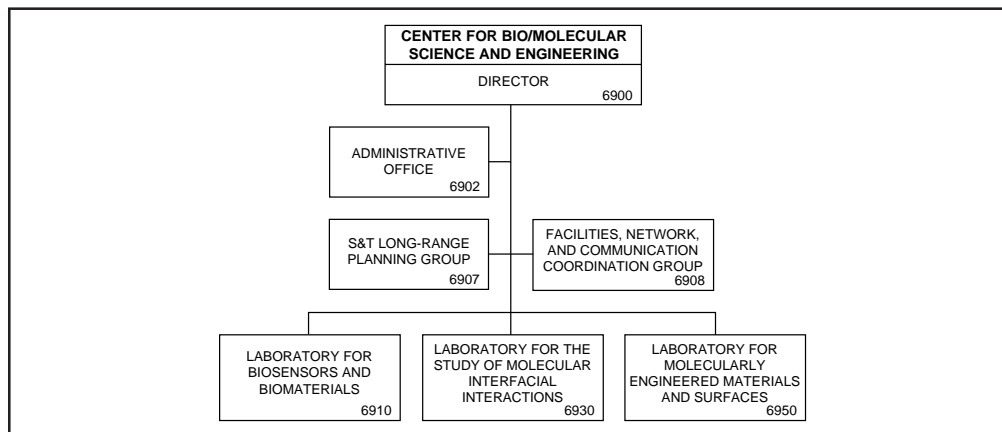 CENTER FOR BIO/MOLECULAR
SCIENCE AND ENGINEERING
DIRECTOR
6900
ADMINISTRATIVE
OFFICE
6902
S&T LONG-RANGE
PLANNING GROUP
6907
FACILITIES, NETWORK,
AND COMMUNICATION
COORDINATION GROUP
6908
LABORATORY FOR
BIOSENSORS AND
BIOMATERIALS
6910
LABORATORY FOR THE
STUDY OF MOLECULAR
INTERFACIAL
INTERACTIONS
6930
LABORATORY FOR
MOLECULARLY
ENGINEERED MATERIALS
AND SURFACES
6950